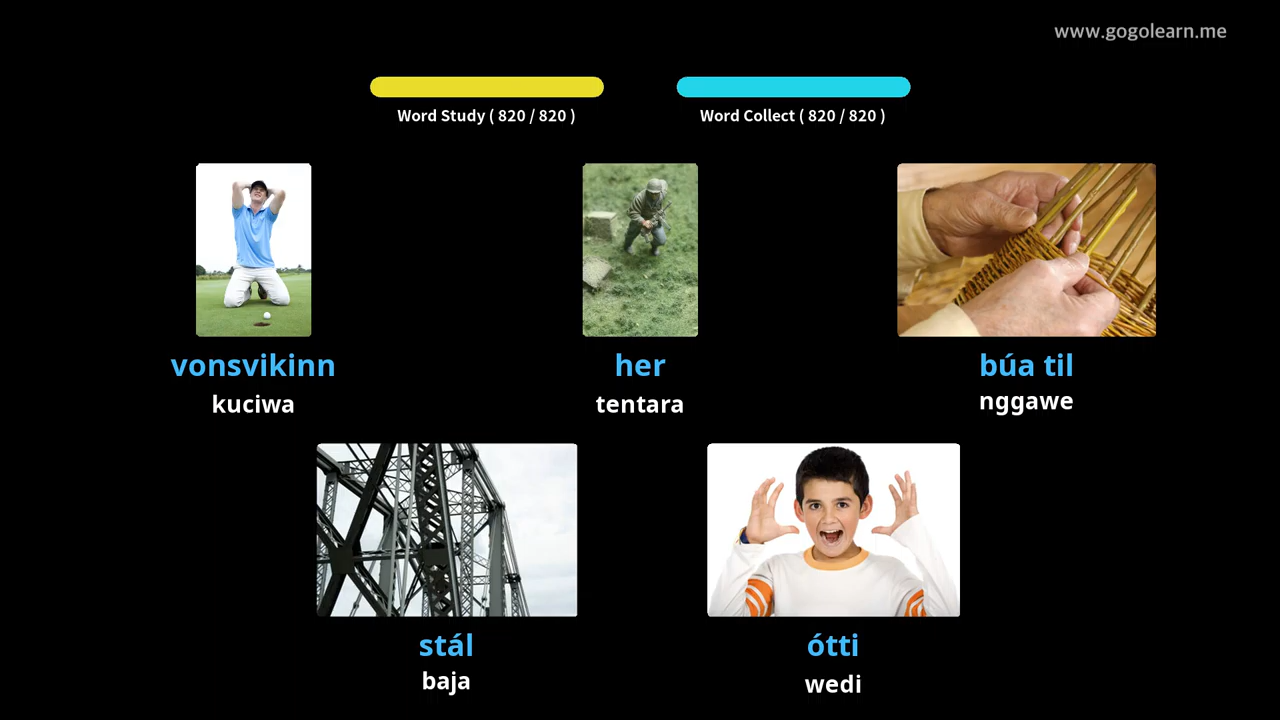 www.gogolearn.me
Word Study ( 820 / 820 )
Word Collect ( 820 / 820 )
vonsvikinn
kuciwa
her
tentara
búa til
nggawe
stál
baja
ótti
wedi